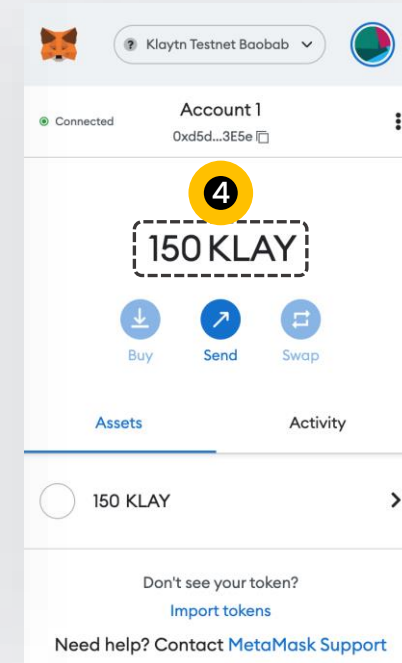 ? Klaytn Testnet Baobab
Account 1
Connected
0xd5d...3E5e
4
150 KLAY
Buy Send Swap
Assets Activity
150 KLAY
Don't see your token?
Import tokens
Need help? Contact MetaMask Support